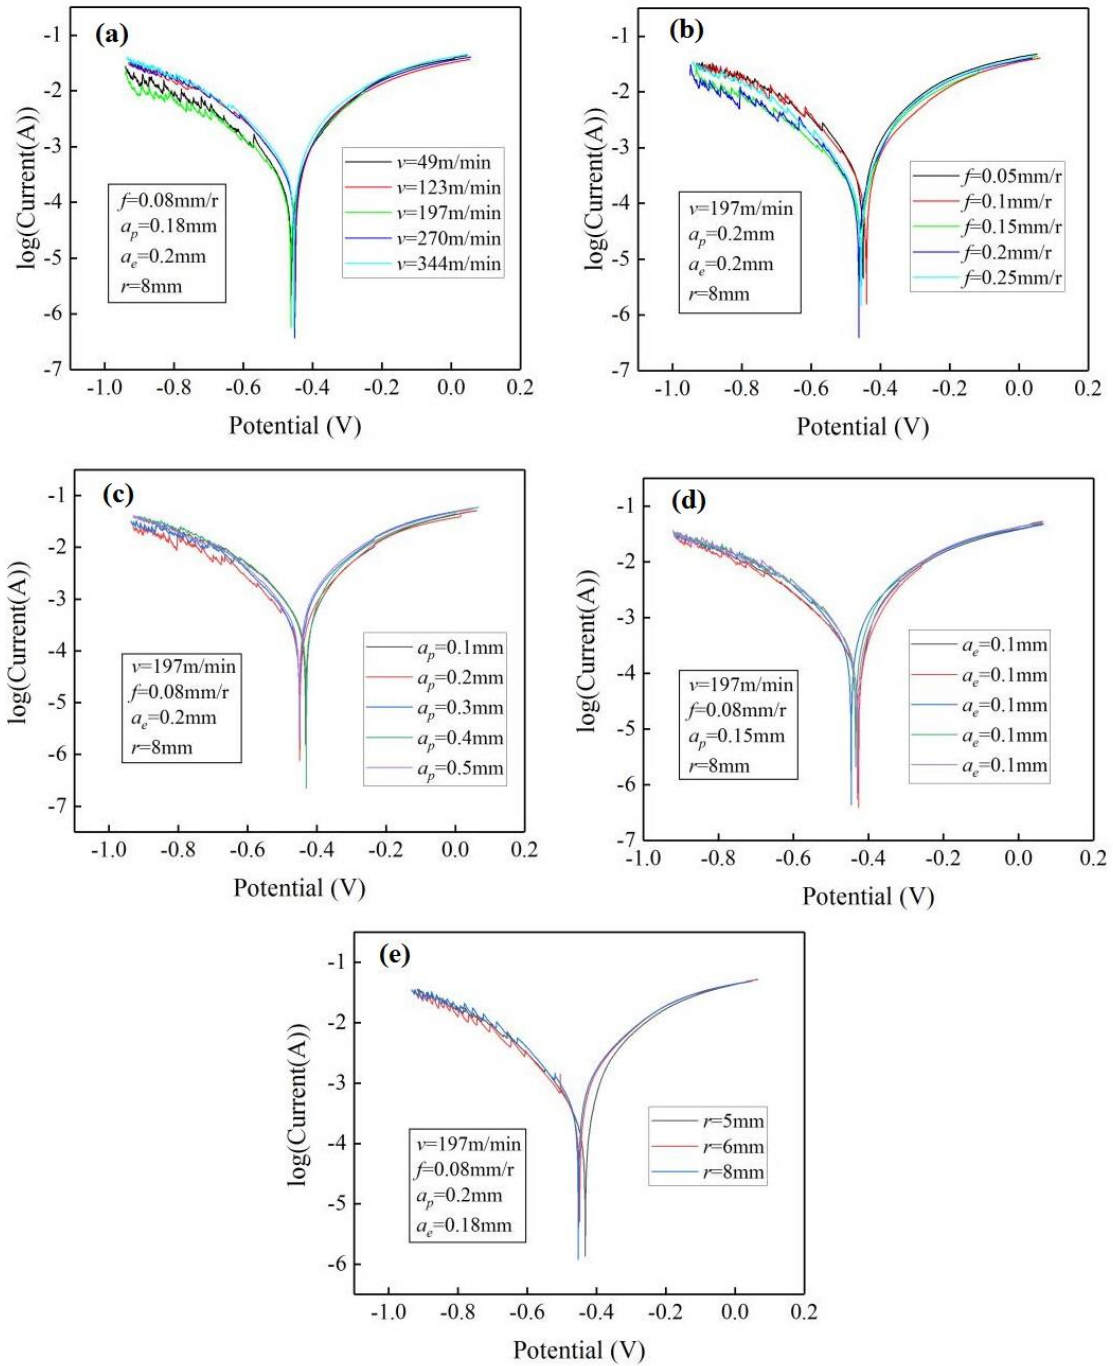 (a)
-1
-2
-3
-4
-5
-6
-7
log(Current(A))
v=49m/min
v=123m/min
v=197m/min
v=270m/min
v=344m/min
f=0.08mm/r
ap=0.18mm
ae=0.2mm
r=8mm
-1.0 -0.8 -0.6 -0.4 -0.2 0.0 0.2
Potential (V)
(b)
-1
-2
-3
-4
-5
-6
-7
log(Current(A))
f=0.05mm/r
f=0.1mm/r
f=0.15mm/r
f=0.2mm/r
f=0.25mm/r
v=197m/min
ap=0.2mm
ae=0.2mm
r=8mm
-1.0 -0.8 -0.6 -0.4 -0.2 0.0 0.2
Potential (V)
(c)
-1
-2
-3
-4
-5
-6
-7
log(Current(A))
ap=0.1mm
ap=0.2mm
ap=0.3mm
ap=0.4mm
ap=0.5mm
v=197m/min
f=0.08mm/r
ae=0.2mm
r=8mm
-1.0 -0.8 -0.6 -0.4 -0.2 0.0 0.2
Potential (V)
(d)
-1
-2
-3
-4
-5
-6
-7
log(Current(A))
ae=0.1mm
ae=0.1mm
ae=0.1mm
ae=0.1mm
ae=0.1mm
v=197m/min
f=0.08mm/r
ap=0.15mm
r=8mm
-1.0 -0.8 -0.6 -0.4 -0.2 0.0 0.2
Potential (V)
(e)
-1
-2
-3
-4
-5
-6
log(Current(A))
r=5mm
r=6mm
r=8mm
v=197m/min
f=0.08mm/r
ap=0.2mm
ae=0.18mm
-1.0 -0.8 -0.6 -0.4 -0.2 0.0 0.2
Potential (V)